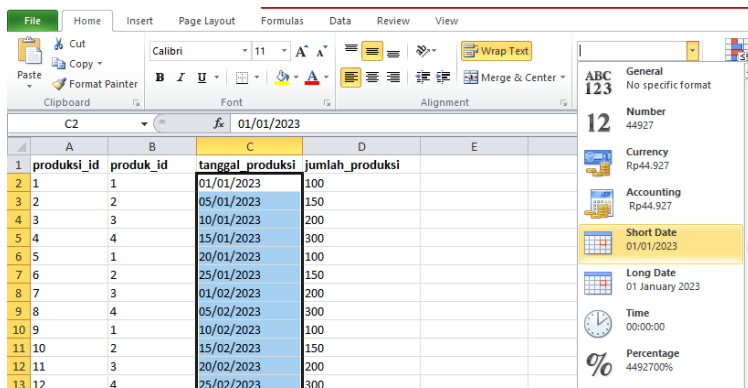 File Home Insert Page Layout Formulas Data Review View
Cut
Copy
Format Painter
Paste
Clipboard
Calibri 11 A A
B I U A
Font
Wrap Text
Merge & Center
Alignment
C2 fx 01/01/2023
A B C D E
1 produksi_id produk_id tanggal_produksi jumlah_produksi
2 1 1 01/01/2023 100
3 2 2 05/01/2023 150
4 3 3 10/01/2023 200
5 4 4 15/01/2023 300
6 5 1 20/01/2023 100
7 6 2 25/01/2023 150
8 7 3 01/02/2023 200
9 8 4 05/02/2023 300
10 9 1 10/02/2023 100
11 10 2 15/02/2023 150
12 11 3 20/02/2023 200
13 12 4 25/02/2023 300
ABC
123
General
No specific format
12
Number
44927
Currency
Rp44.927
Accounting
Rp44.927
Short Date
01/01/2023
Long Date
01 January 2023
Time
00:00:00
%
Percentage
4492700%